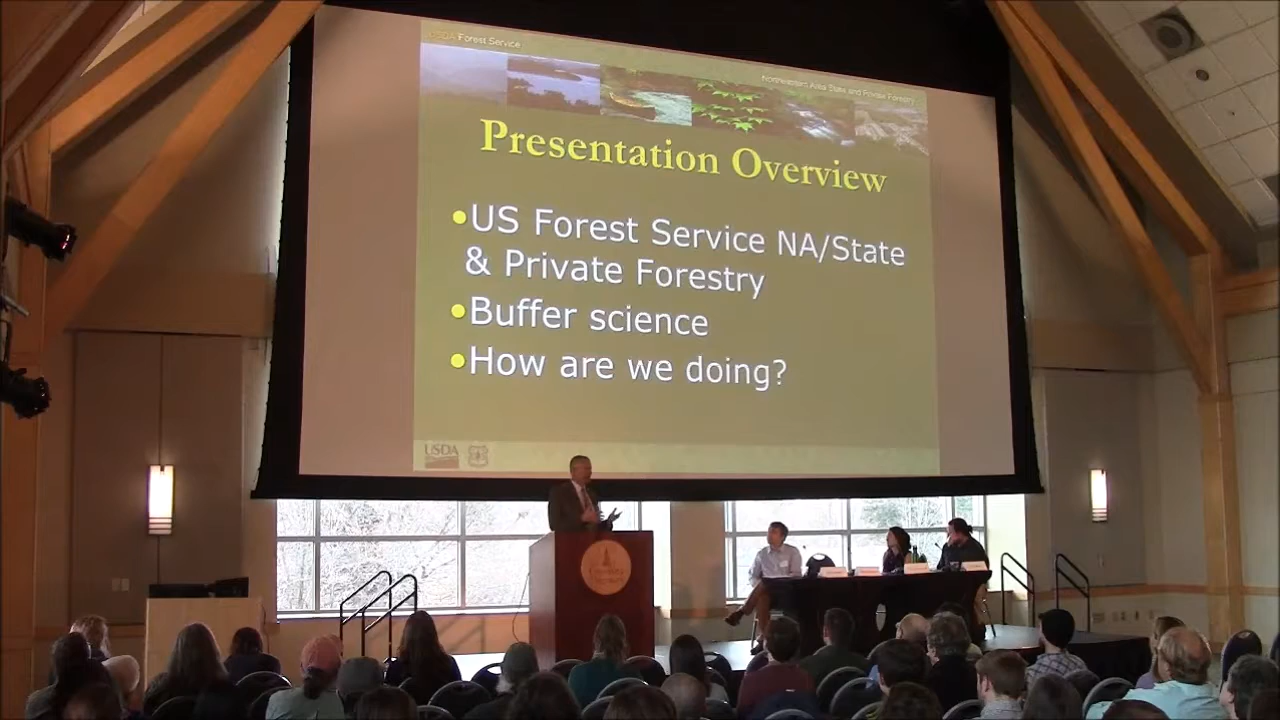 USDA Forest Service
Northeastern Area State and Private Forestry
Presentation Overview
•US Forest Service NA/State
& Private Forestry
•Buffer science
•How are we doing?
USDA